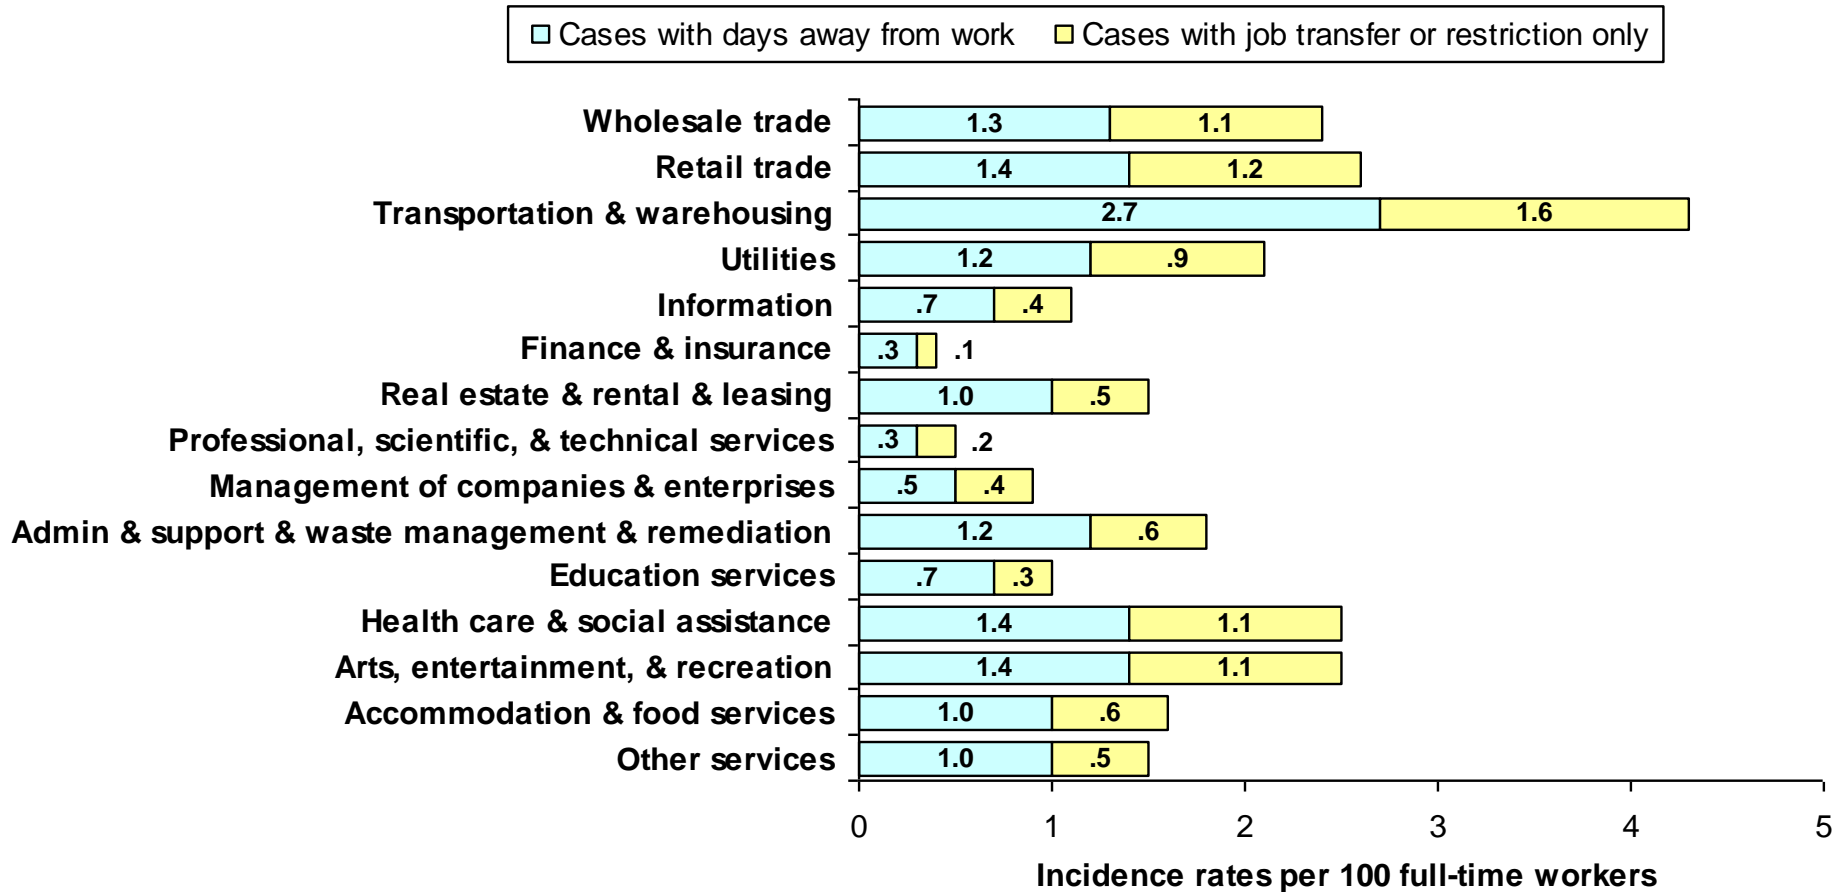 Cases with days away from work Cases with job transfer or restriction only
Wholesale trade 1.3 1.1
Retail trade 1.4 1.2
Transportation & warehousing 2.7 1.6
Utilities 1.2 .9
Information .7 .4
Finance & insurance .3 .1
Real estate & rental & leasing 1.0 .5
Professional, scientific, & technical services .3 .2
Management of companies & enterprises .5 .4
Admin & support & waste management & remediation 1.2 .6
Education services .7 .3
Health care & social assistance 1.4 1.1
Arts, entertainment, & recreation 1.4 1.1
Accommodation & food services 1.0 .6
Other services 1.0 .5
0 1 2 3 4 5
Incidence rates per 100 full-time workers